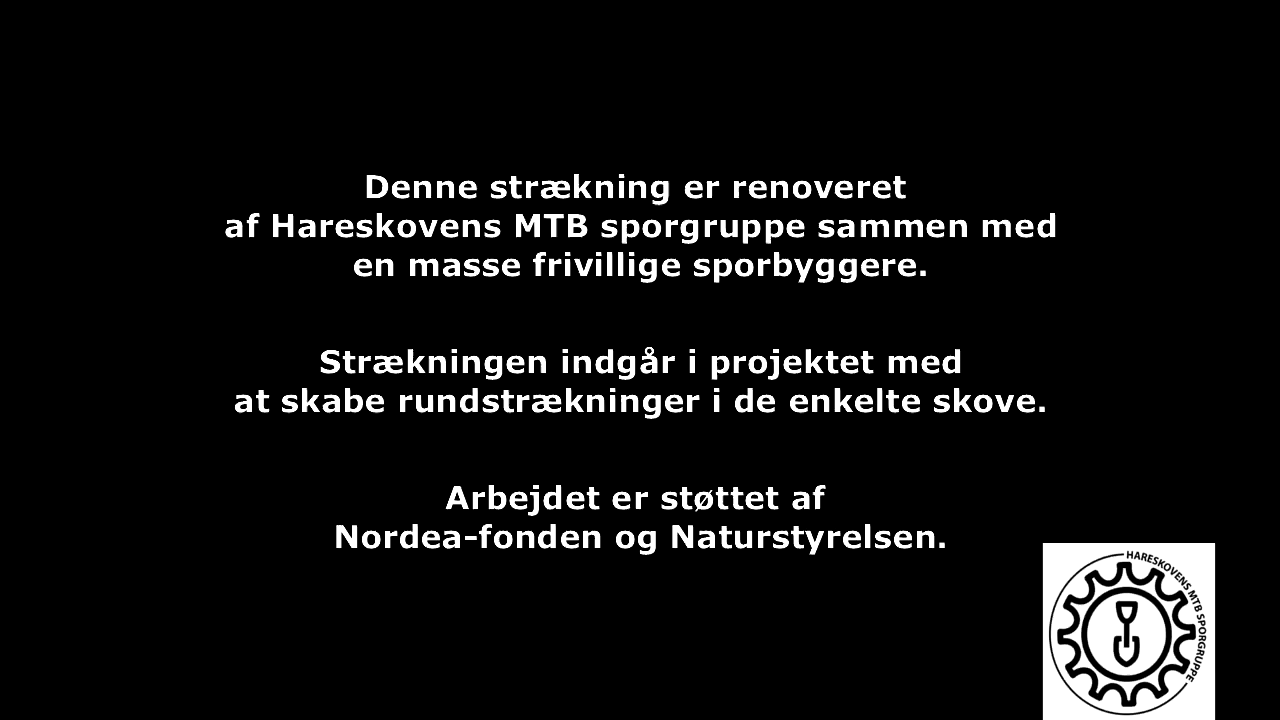 Denne strækning er renoveret
af Hareskovens MTB sporgruppe sammen med
en masse frivillige sporbyggere.
Strækningen indgår i projektet med
at skabe rundstrækninger i de enkelte skove.
Arbejdet er støttet af
Nordea-fonden og Naturstyrelsen.
HARESKOVENS MTB SPORGRUPPE